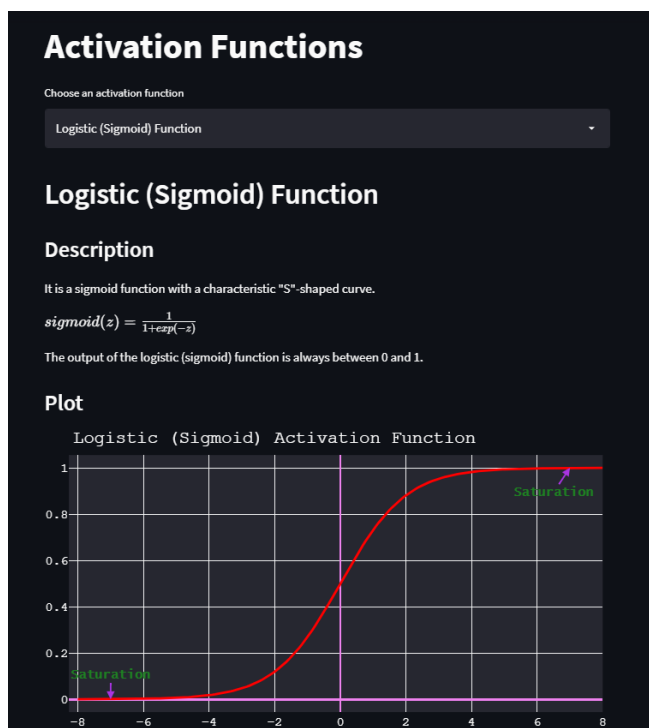 Activation Functions
Choose an activation function
Logistic (Sigmoid) Function
Logistic (Sigmoid) Function
Description
It is a sigmoid function with a characteristic "S"-shaped curve.
sigmoid(z) = 1/(1+exp(−z))
The output of the logistic (sigmoid) function is always between 0 and 1.
Plot
Logistic (Sigmoid) Activation Function
1
Saturation
0.8
0.6
0.4
0.2
Saturation
0
−8 −6 −4 −2 0 2 4 6 8